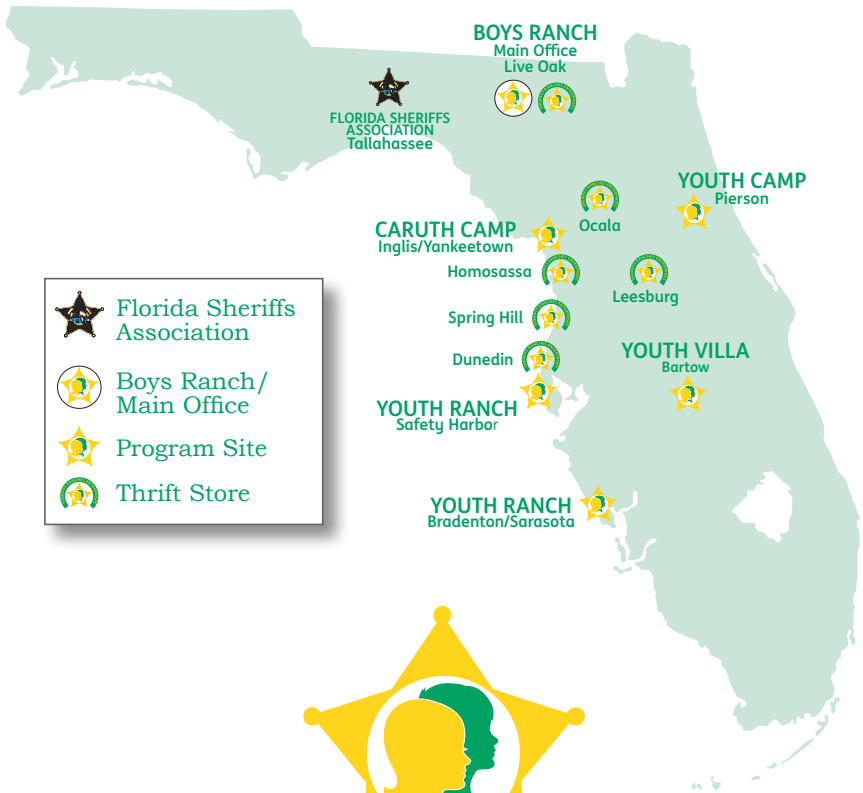 BOYS RANCH
Main Office
Live Oak
FLORIDA SHERIFFS
ASSOCIATION
Tallahassee
YOUTH CAMP
Pierson
Ocala
CARUTH CAMP
Inglis/Yankeetown
Homosassa
Leesburg
Spring Hill
Dunedin
YOUTH VILLA
Bartow
YOUTH RANCH
Safety Harbor
YOUTH RANCH
Bradenton/Sarasota
Florida Sheriffs
Association
Boys Ranch/
Main Office
Program Site
Thrift Store